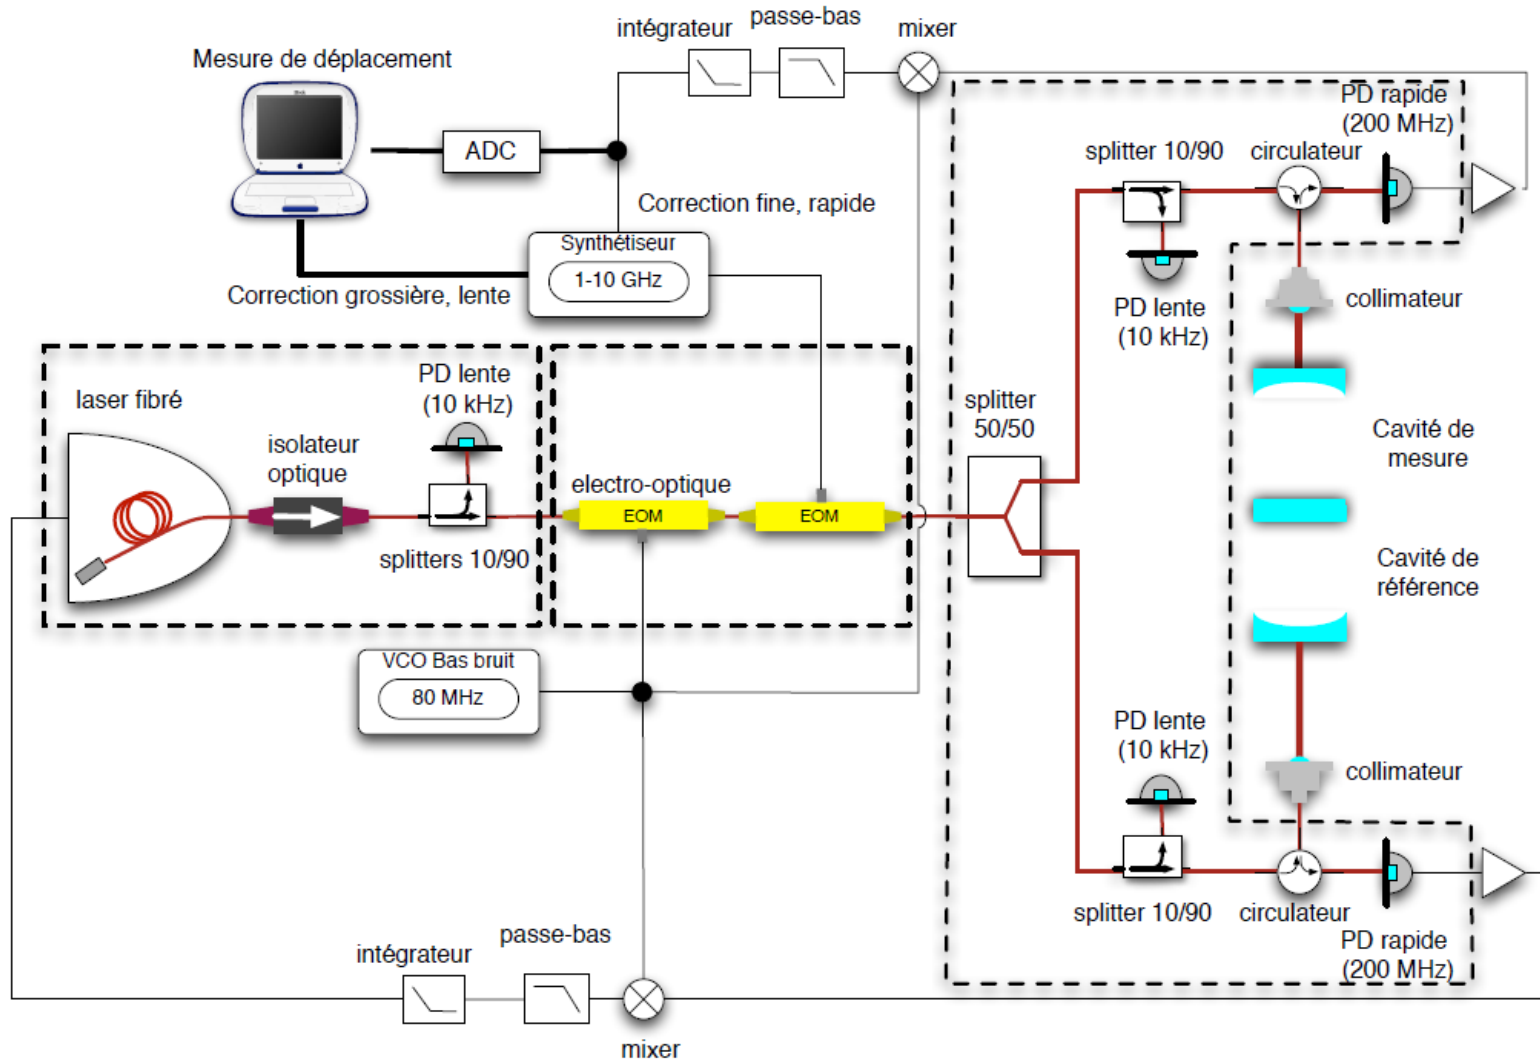 intégrateur
passe-bas
mixer
Mesure de déplacement
ADC
Correction fine, rapide
Synthétiseur
1-10 GHz
Correction grossière, lente
PD rapide
(200 MHz)
splitter 10/90
circulateur
PD lente
(10 kHz)
collimateur
laser fibré
isolateur
optique
PD lente
(10 kHz)
splitters 10/90
electro-optique
EOM
EOM
splitter
50/50
Cavité de
mesure
Cavité de
référence
VCO Bas bruit
80 MHz
PD lente
(10 kHz)
collimateur
splitter 10/90
circulateur
PD rapide
(200 MHz)
intégrateur
passe-bas
mixer